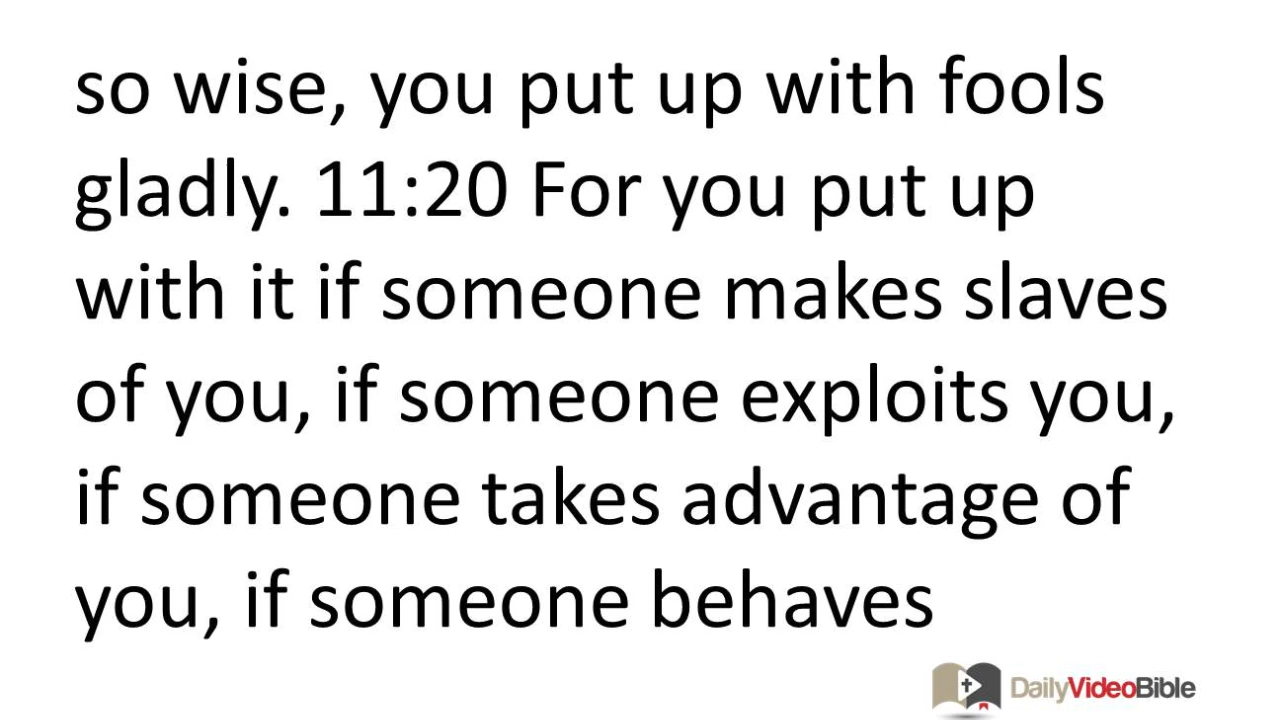 so wise, you put up with fools
gladly. 11:20 For you put up
with it if someone makes slaves
of you, if someone exploits you,
if someone takes advantage of
you, if someone behaves
DailyVideoBible